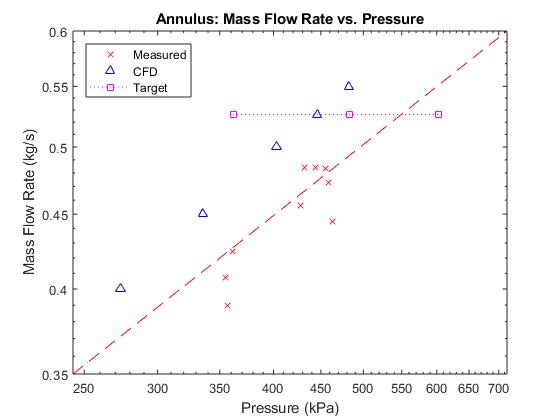 Annulus: Mass Flow Rate vs. Pressure
Measured
CFD
Target
Mass Flow Rate (kg/s)
0.6
0.55
0.5
0.45
0.4
0.35
250 300 350 400 450 500 550 600 650 700
Pressure (kPa)